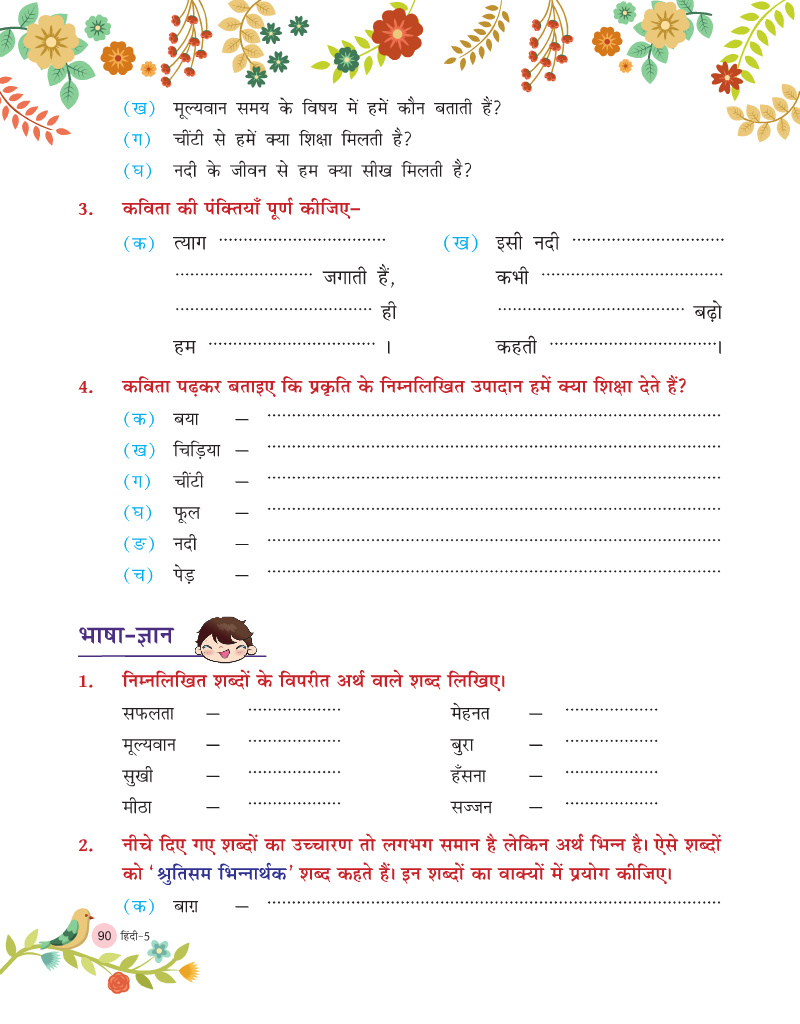 (ख) मूल्यवान समय के विषय में हमें कौन बताती हैं?
(ग) चींटी से हमें क्या शिक्षा मिलती है?
(घ) नदी के जीवन से हम क्या सीख मिलती है?
3. कविता की पंक्तियाँ पूर्ण कीजिए–
(क) त्याग ................................... (ख) इसी नदी ...............................
............................ जगाती हैं, कभी .....................................
........................................ ही ...................................... बढ़ो
हम .................................. । कहती ..................................।
4. कविता पढ़कर बताइए कि प्रकृति के निम्नलिखित उपादान हमें क्या शिक्षा देते हैं?
(क) बया – ................................................................
(ख) चिड़िया – ................................................................
(ग) चींटी – ................................................................
(घ) फूल – ................................................................
(ङ) नदी – ................................................................
(च) पेड़ – ................................................................
भाषा-ज्ञान
1. निम्नलिखित शब्दों के विपरीत अर्थ वाले शब्द लिखिए।
सफलता – ................... मेहनत – ...................
मूल्यवान – ................... बुरा – ...................
सुखी – ................... हँसना – ...................
मीठा – ................... सज्जन – ...................
2. नीचे दिए गए शब्दों का उच्चारण तो लगभग समान है लेकिन अर्थ भिन्न है। ऐसे शब्दों
को ‘श्रुतिसम भिन्नार्थक’ शब्द कहते हैं। इन शब्दों का वाक्यों में प्रयोग कीजिए।
(क) बाग़ – ................................................................
90 हिंदी-5